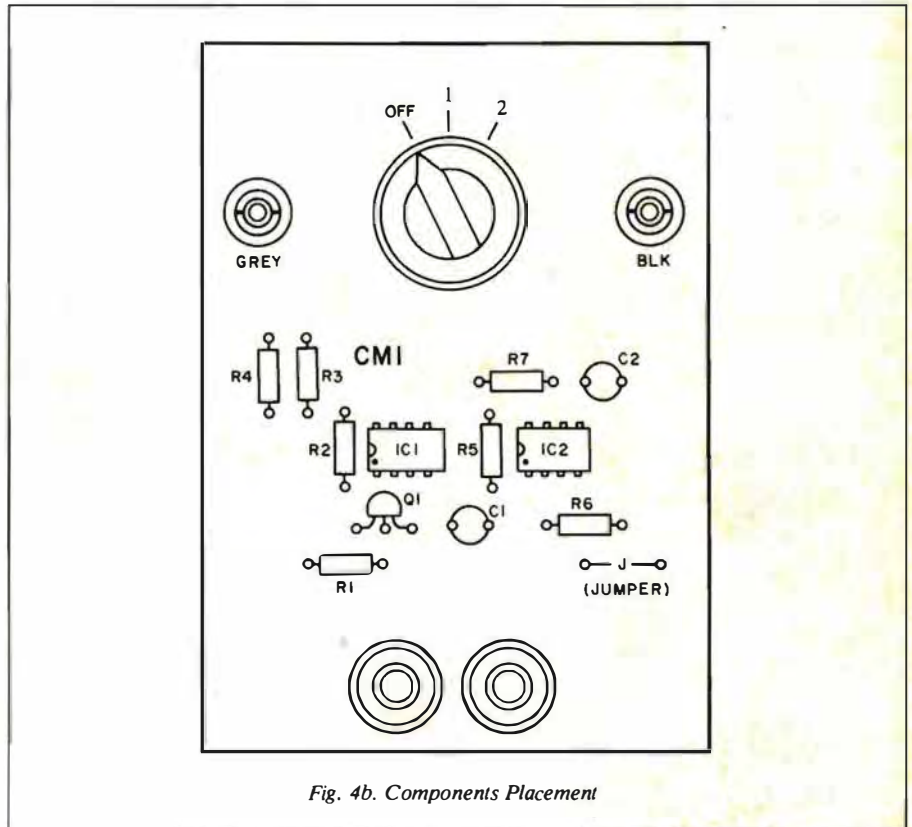 OFF 1 2
GREY
BLK
CM1
R4
R3
R7
C2
R2
IC1
R5
IC2
Q1
C1
R6
R1
J
(JUMPER)
Fig. 4b. Components Placement